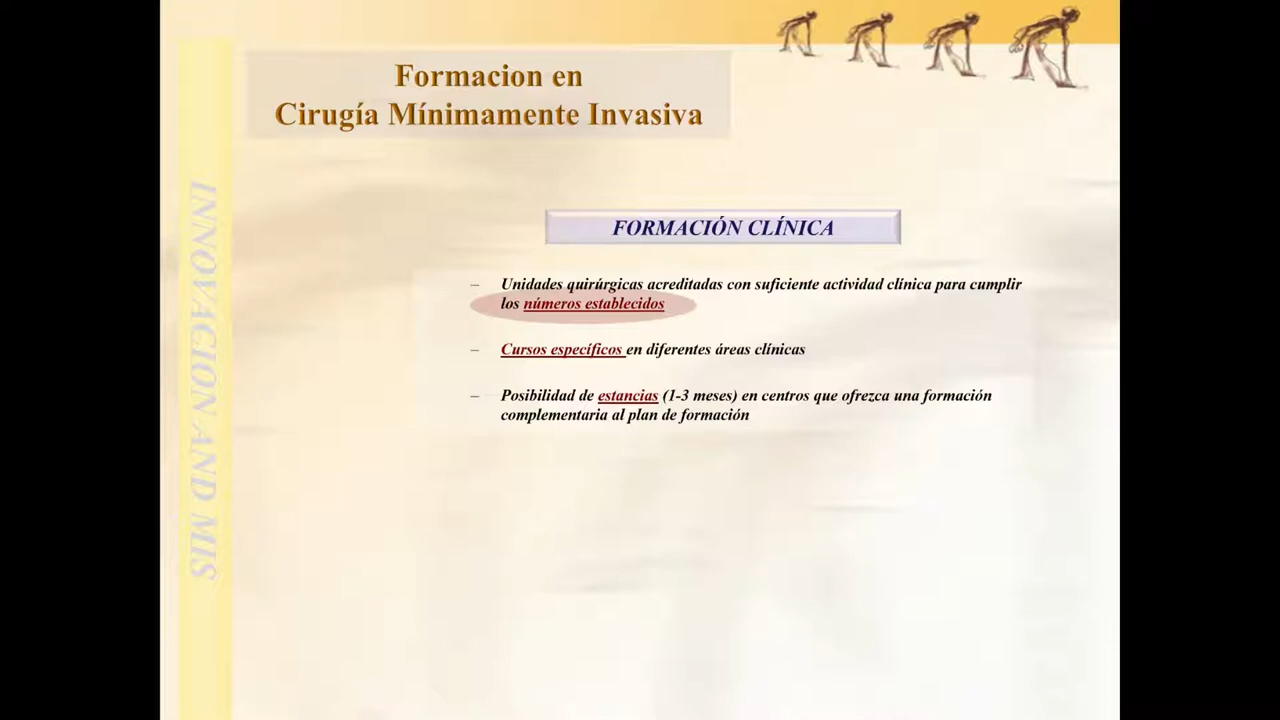 Formacion en
Cirugía Mínimamente Invasiva
INNOVACION AND MIS
FORMACIÓN CLÍNICA
– Unidades quirúrgicas acreditadas con suficiente actividad clínica para cumplir
los números establecidos
– Cursos específicos en diferentes áreas clínicas
– Posibilidad de estancias (1-3 meses) en centros que ofrezca una formación
complementaria al plan de formación